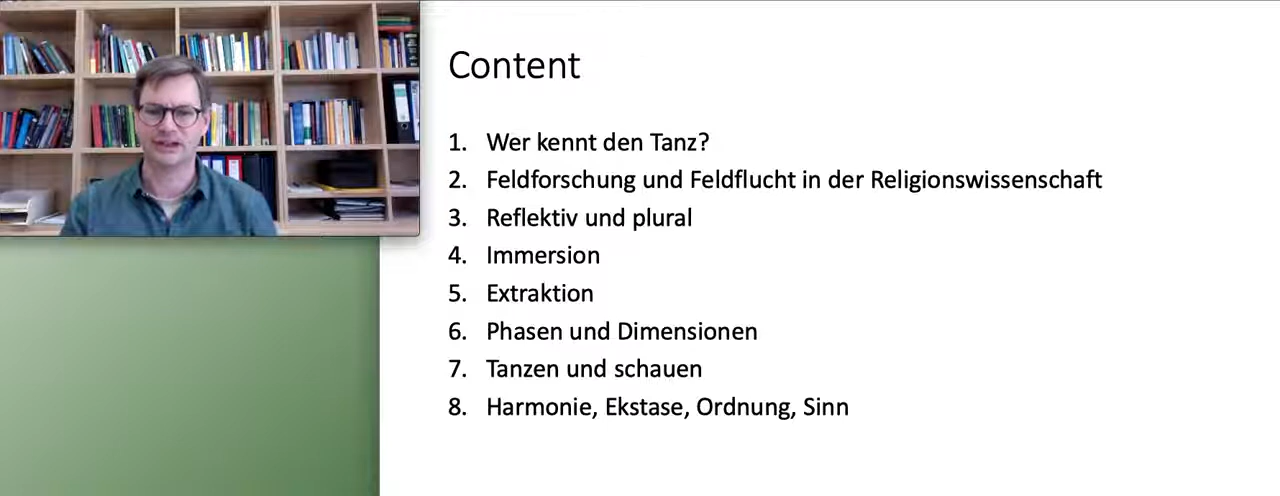 Content
1. Wer kennt den Tanz?
2. Feldforschung und Feldflucht in der Religionswissenschaft
3. Reflektiv und plural
4. Immersion
5. Extraktion
6. Phasen und Dimensionen
7. Tanzen und schauen
8. Harmonie, Ekstase, Ordnung, Sinn